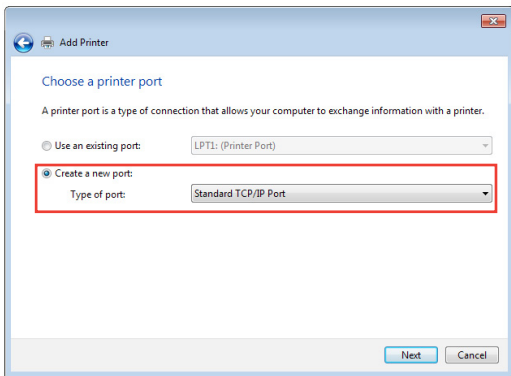 Add Printer
Choose a printer port
A printer port is a type of connection that allows your computer to exchange information with a printer.
Use an existing port: LPT1: (Printer Port)
Create a new port:
Type of port: Standard TCP/IP Port
Next Cancel